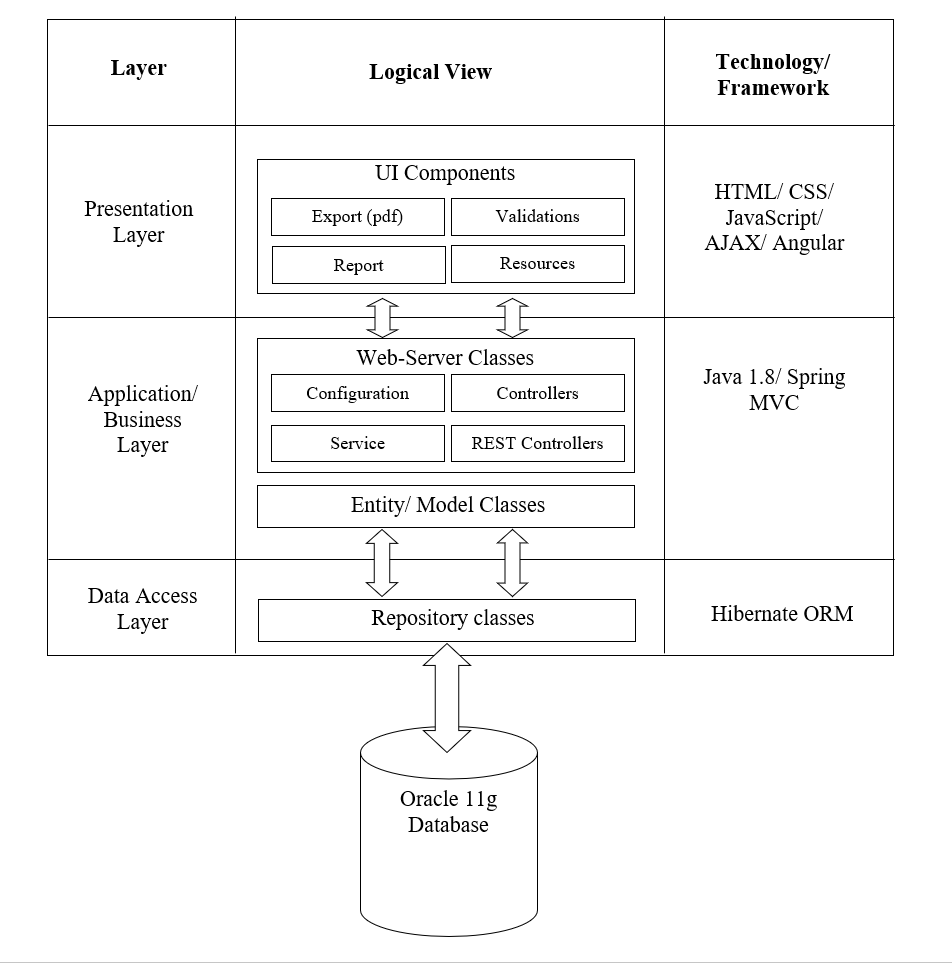 Layer
Logical View
Technology/
Framework
Presentation
Layer
UI Components
Export (pdf)
Validations
Report
Resources
HTML/ CSS/
JavaScript/
AJAX/ Angular
Application/
Business
Layer
Web-Server Classes
Configuration
Controllers
Service
REST Controllers
Entity/ Model Classes
Java 1.8/ Spring
MVC
Data Access
Layer
Repository classes
Hibernate ORM
Oracle 11g
Database